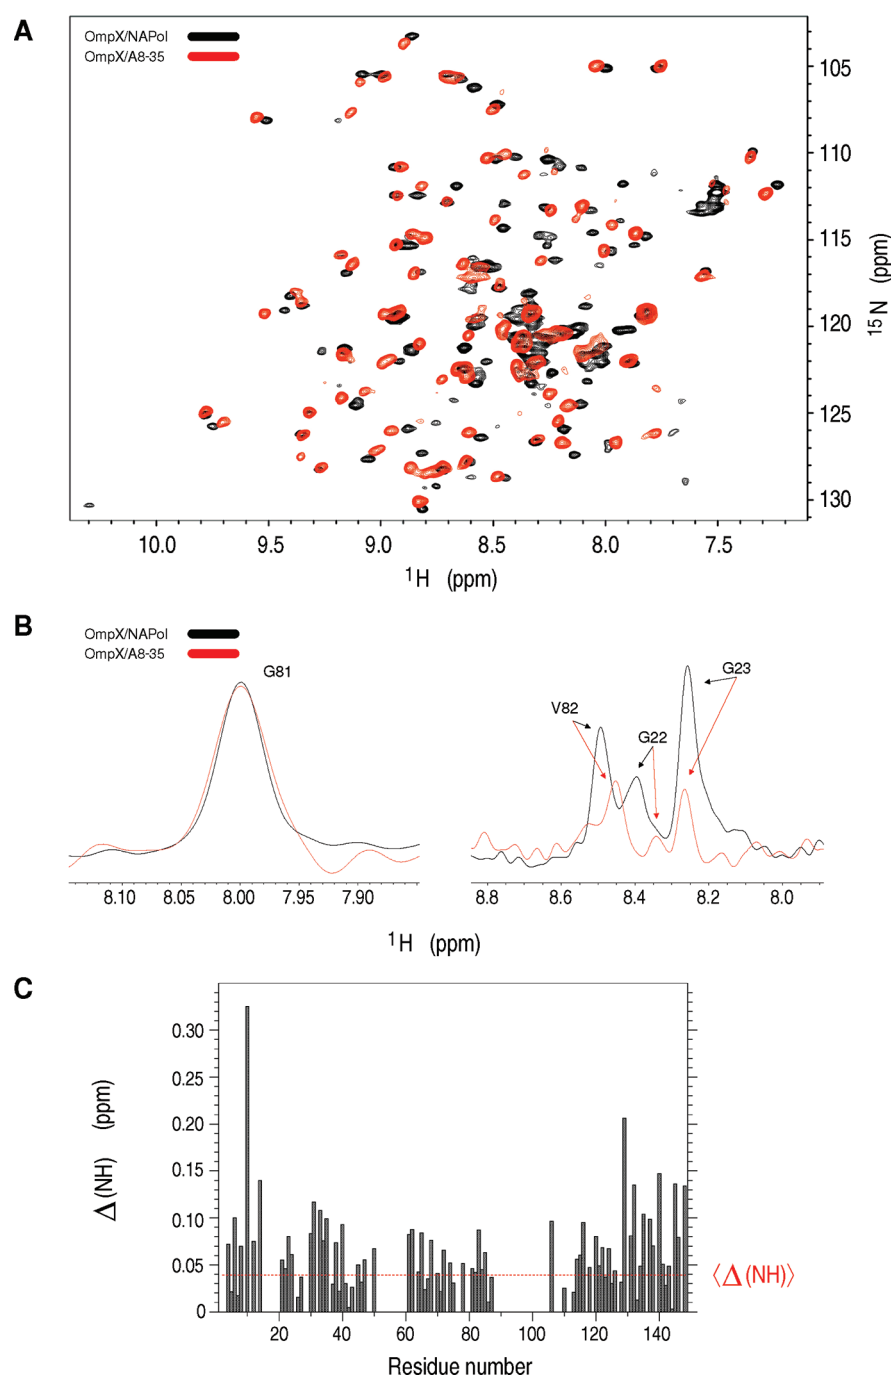 A
OmpX/NAPol
OmpX/A8-35
105
110
115
120
125
130
15N (ppm)
10.0 9.5 9.0 8.5 8.0 7.5
1H (ppm)
B
OmpX/NAPol
OmpX/A8-35
G81
V82
G22
G23
8.10 8.05 8.00 7.95 7.90
8.8 8.6 8.4 8.2 8.0
1H (ppm)
C
Δ(NH) (ppm)
0.30
0.25
0.20
0.15
0.10
0.05
0
⟨Δ(NH)⟩
20 40 60 80 100 120 140
Residue number